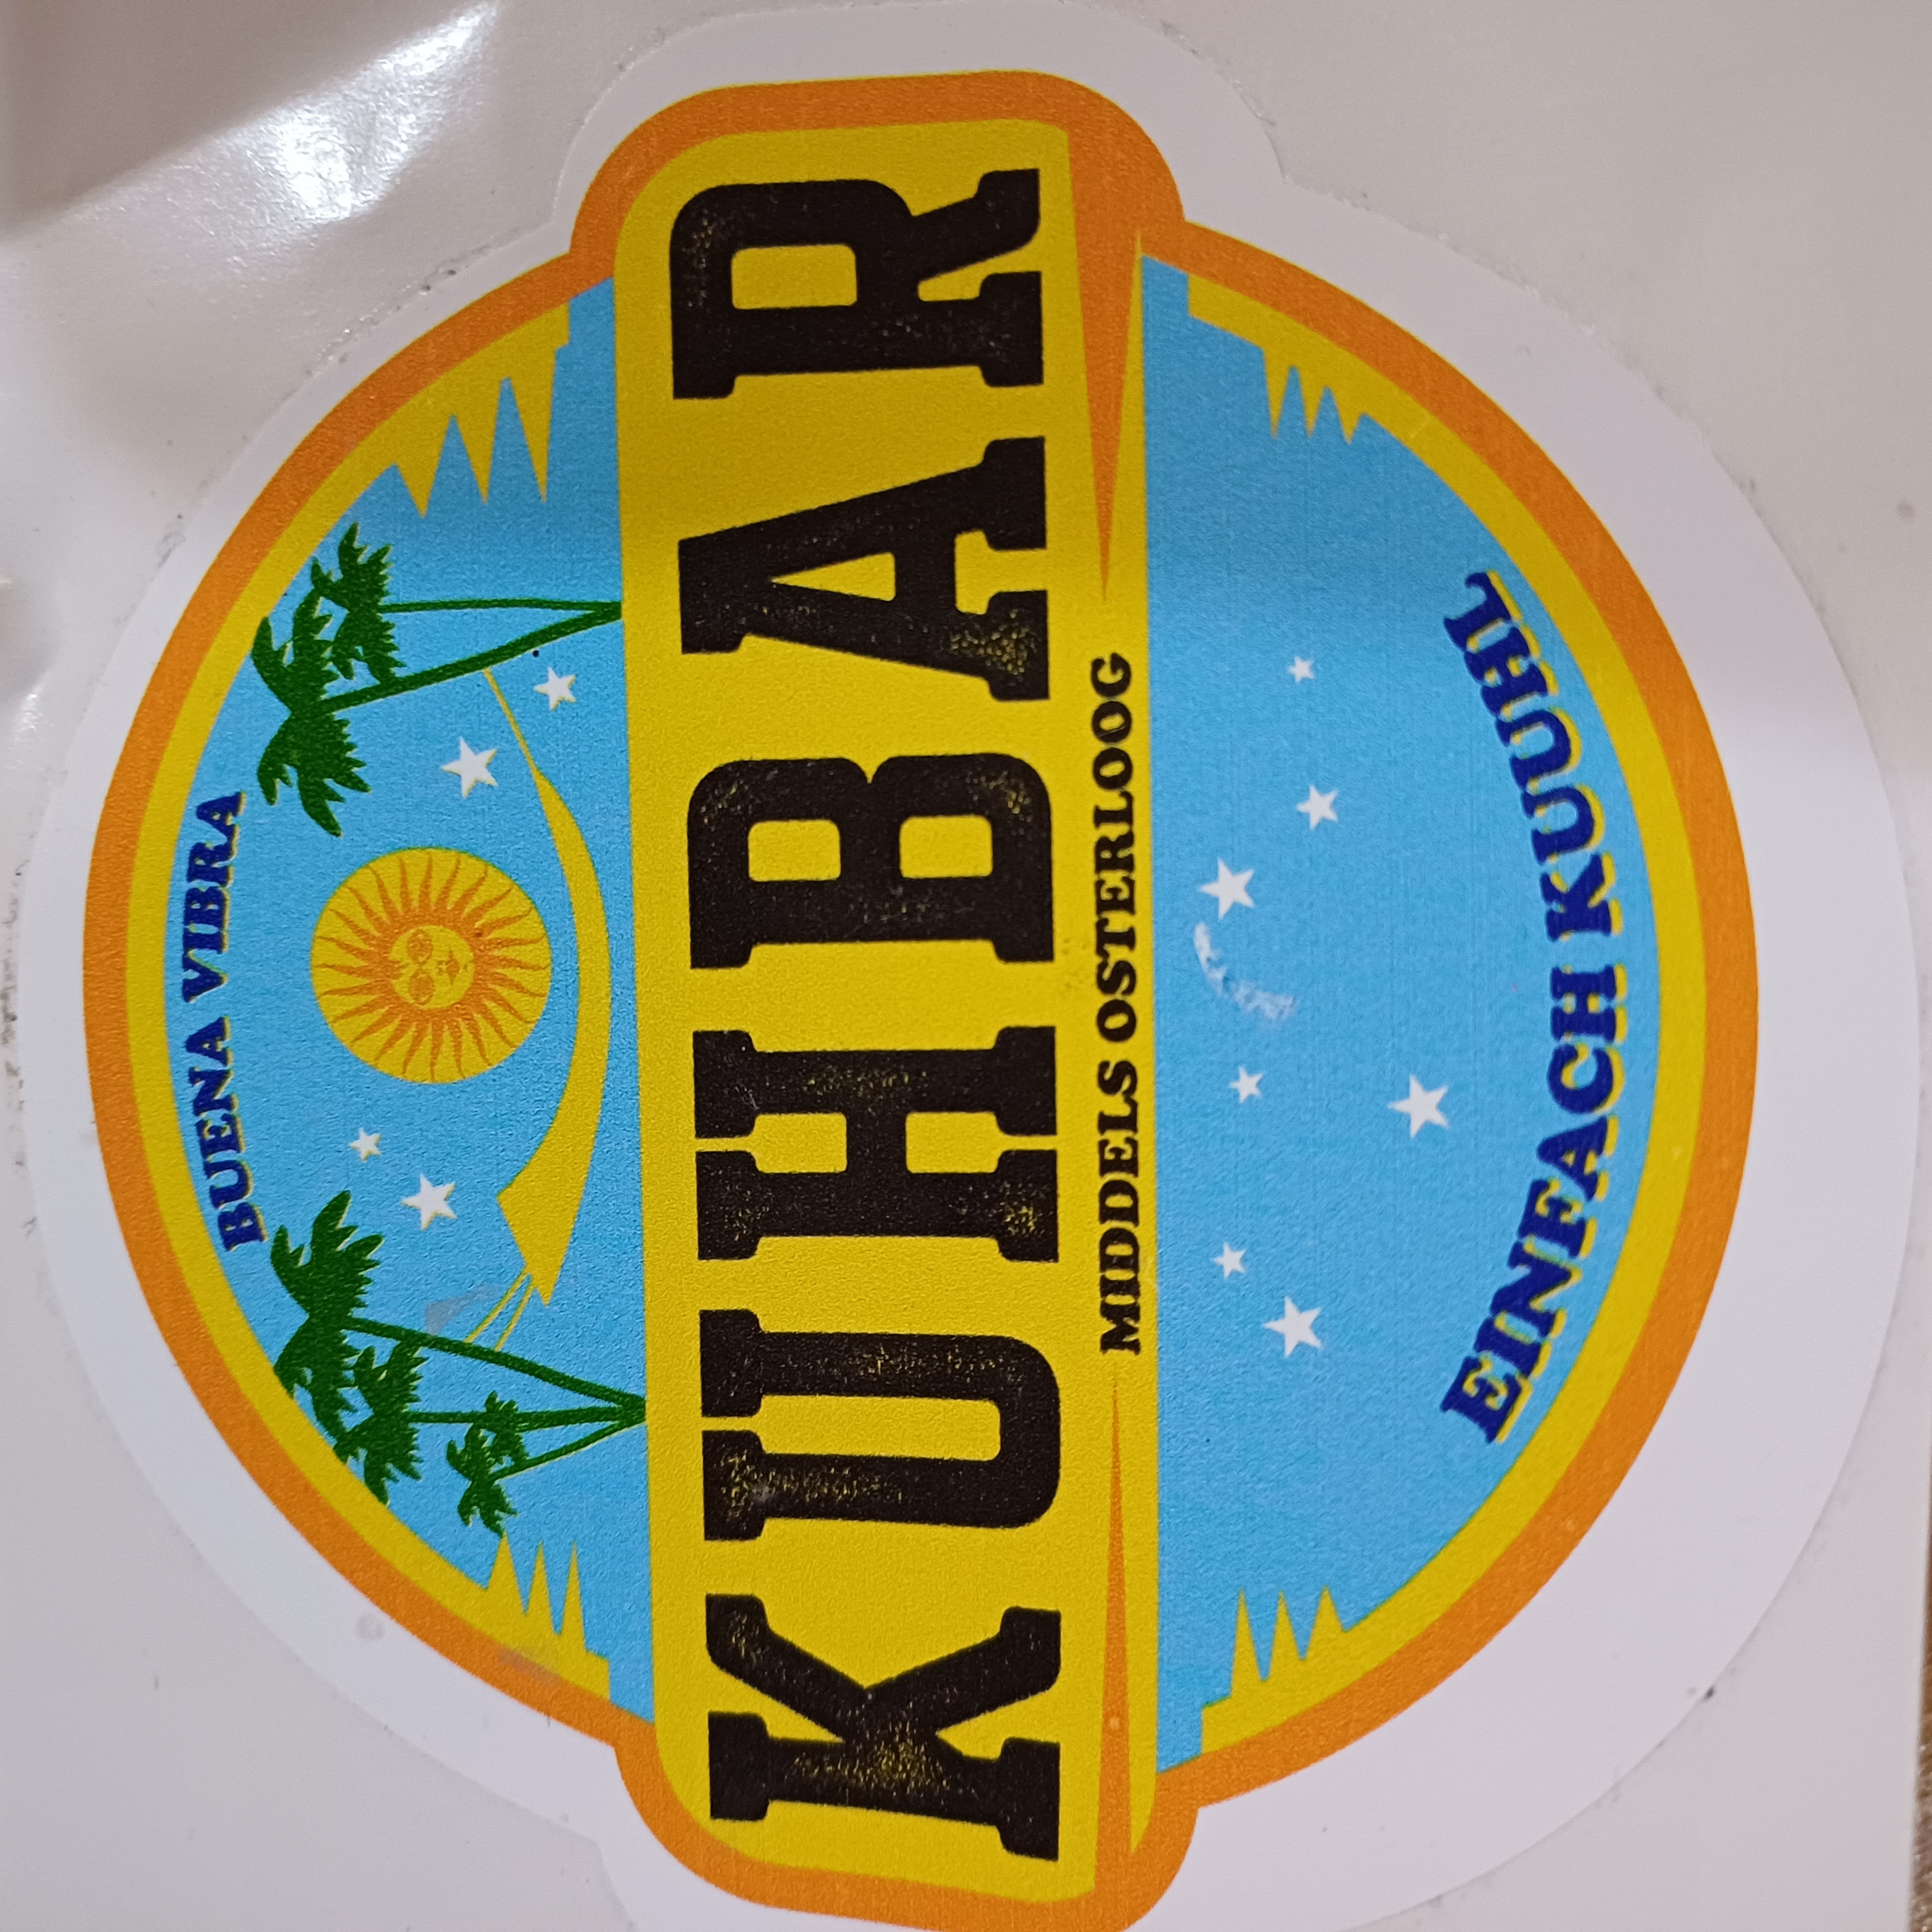 BUENA VIBRA
KUHBAR
MIDDELS OSTERLOOG
EINFACH KUUHL